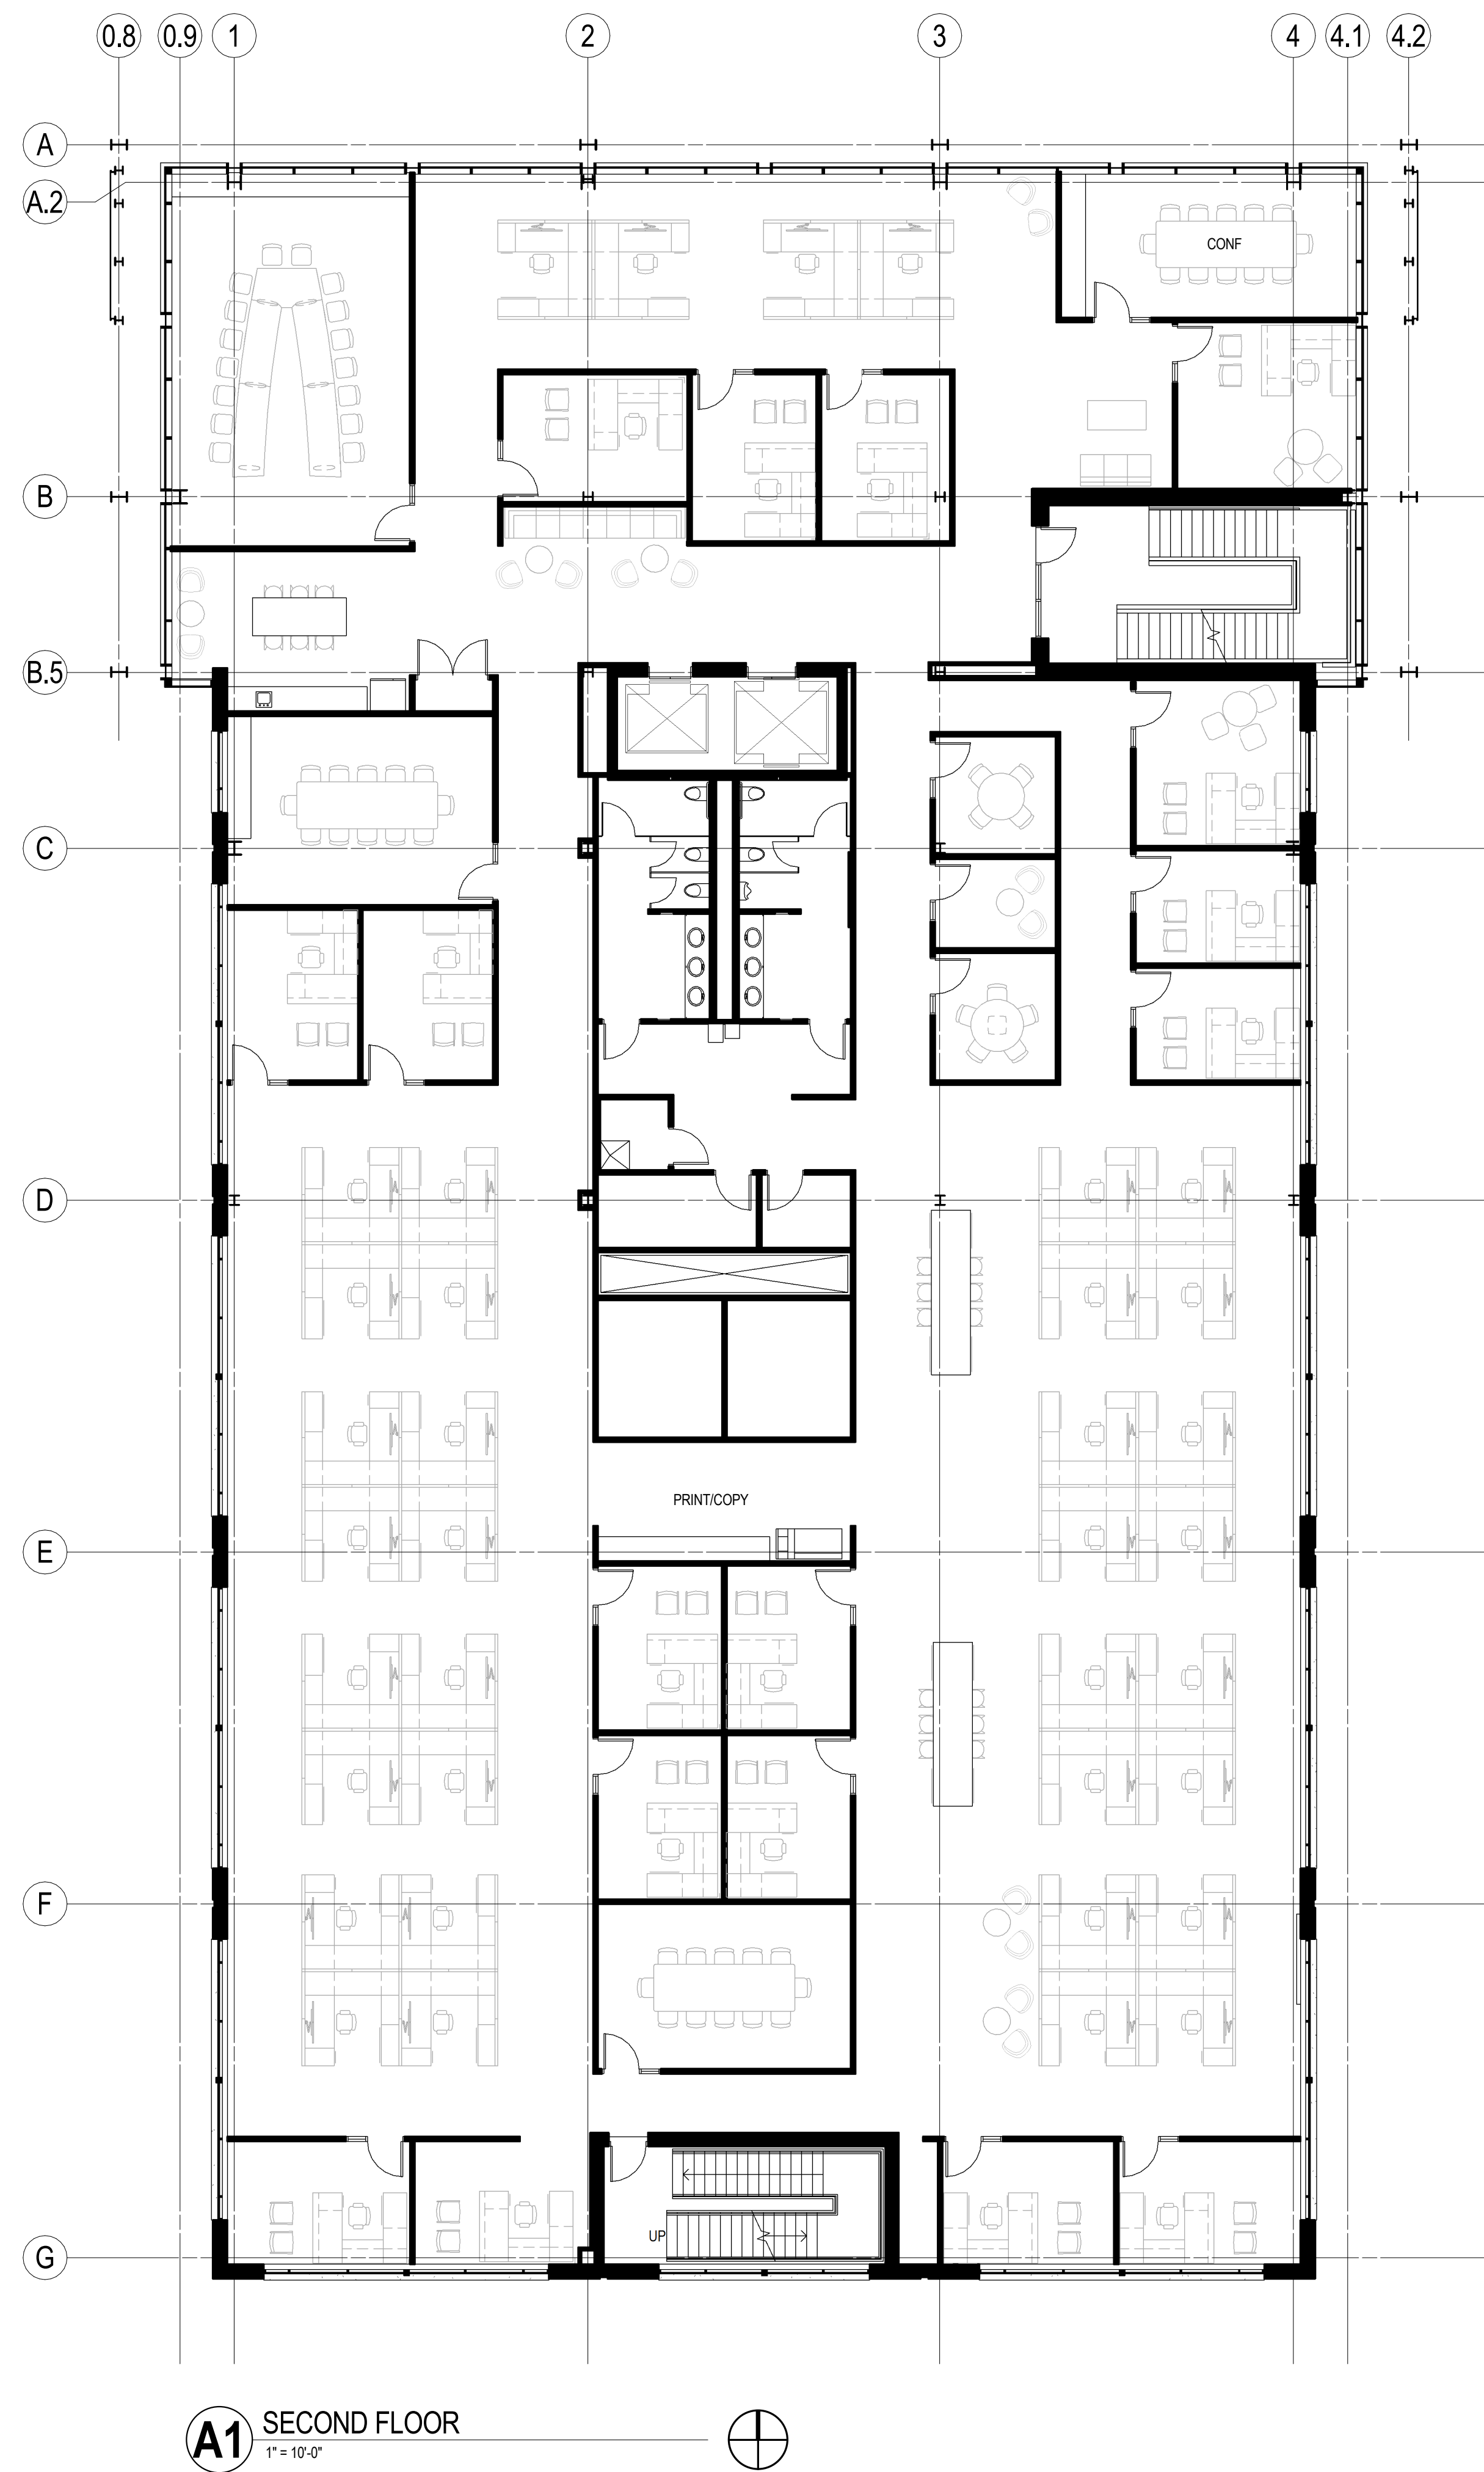 0.8 0.9 1 2 3 4 4.1 4.2
A
A.2
CONF
B
B.5
C
D
PRINT/COPY
E
F
UP
G
A1 SECOND FLOOR
1" = 10'-0"